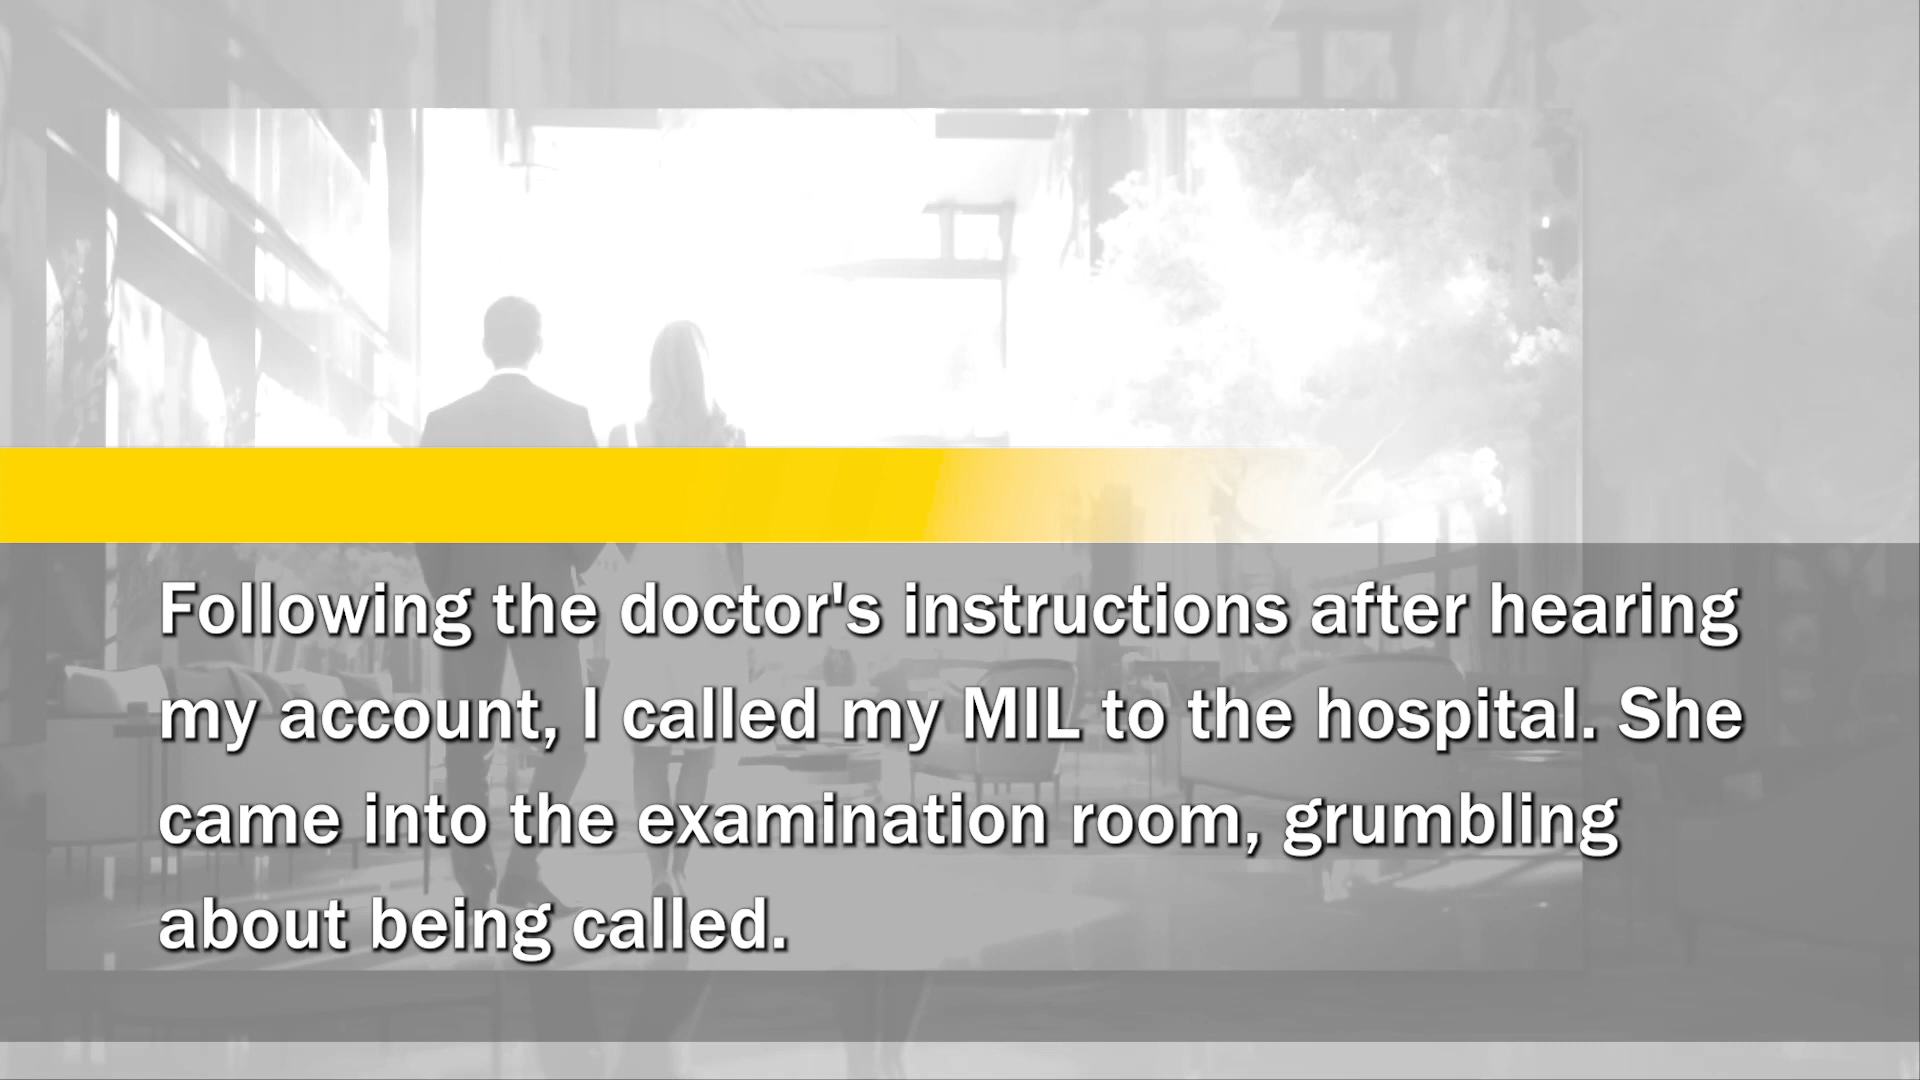 Following the doctor's instructions after hearing
my account, I called my MIL to the hospital. She
came into the examination room, grumbling
about being called.